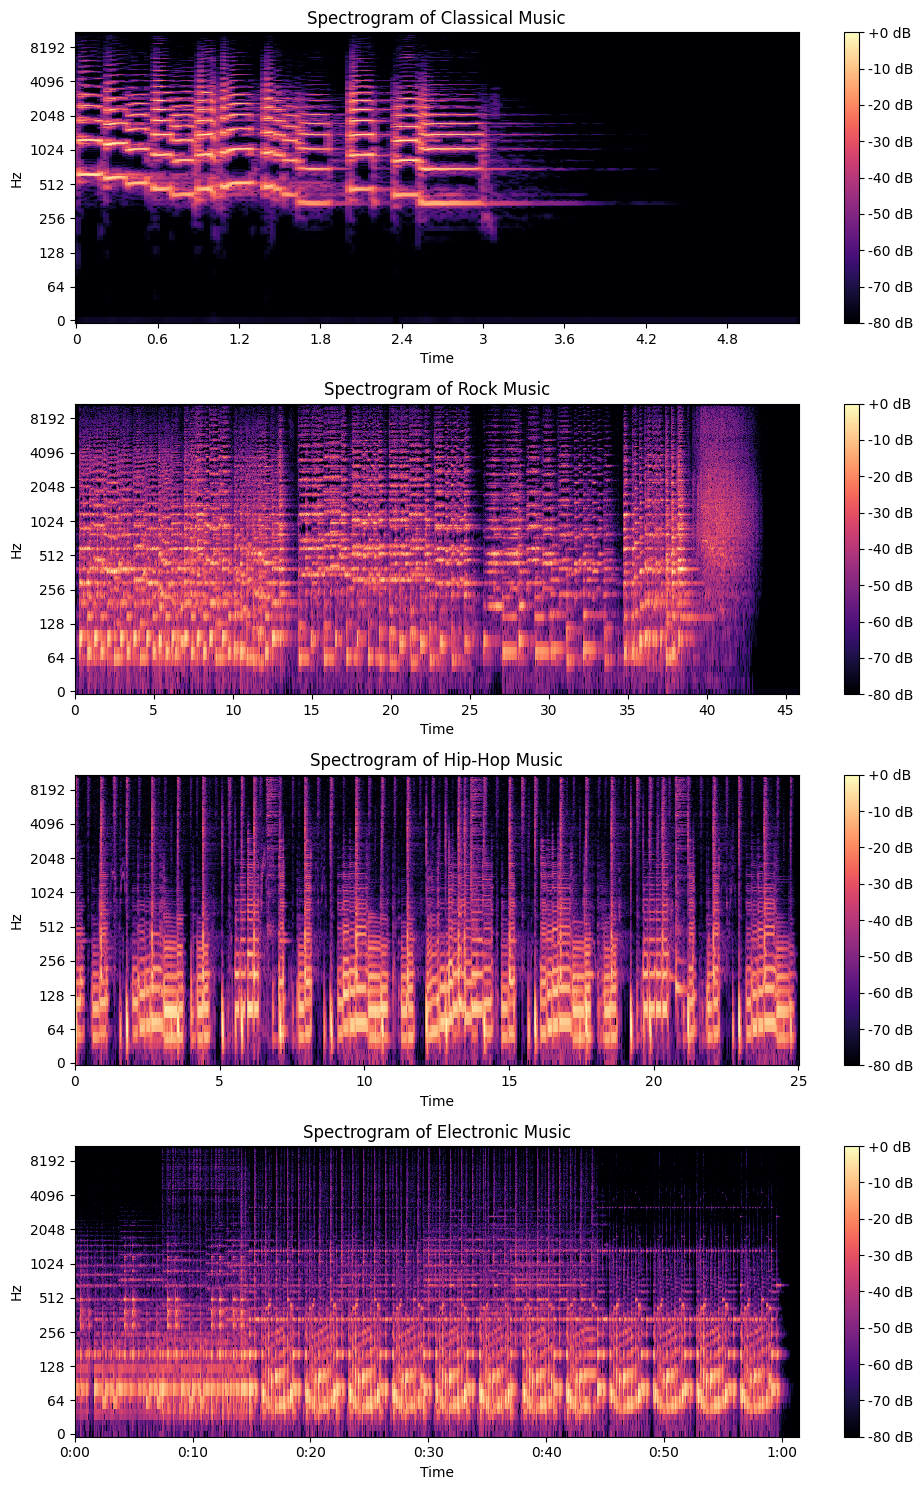 Spectrogram of Classical Music
8192
4096
2048
1024
512
256
128
64
0
Hz
0 0.6 1.2 1.8 2.4 3 3.6 4.2 4.8
Time
+0 dB
-10 dB
-20 dB
-30 dB
-40 dB
-50 dB
-60 dB
-70 dB
-80 dB
Spectrogram of Rock Music
8192
4096
2048
1024
512
256
128
64
0
Hz
0 5 10 15 20 25 30 35 40 45
Time
+0 dB
-10 dB
-20 dB
-30 dB
-40 dB
-50 dB
-60 dB
-70 dB
-80 dB
Spectrogram of Hip-Hop Music
8192
4096
2048
1024
512
256
128
64
0
Hz
0 5 10 15 20 25
Time
+0 dB
-10 dB
-20 dB
-30 dB
-40 dB
-50 dB
-60 dB
-70 dB
-80 dB
Spectrogram of Electronic Music
8192
4096
2048
1024
512
256
128
64
0
Hz
0:00 0:10 0:20 0:30 0:40 0:50 1:00
Time
+0 dB
-10 dB
-20 dB
-30 dB
-40 dB
-50 dB
-60 dB
-70 dB
-80 dB